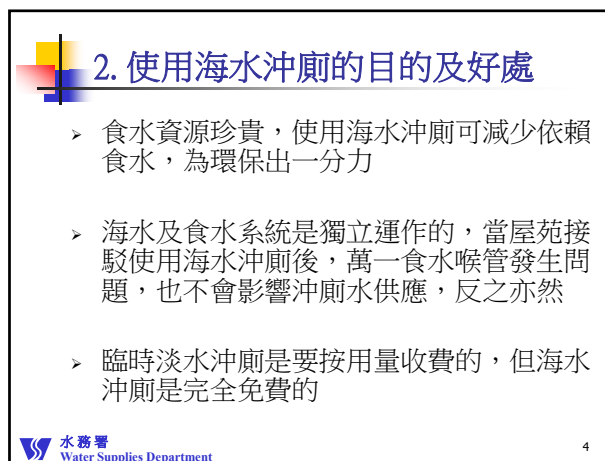 2. 使用海水沖廁的目的及好處
➢ 食水資源珍貴，使用海水沖廁可減少依賴
食水，為環保出一分力
➢ 海水及食水系統是獨立運作的，當屋苑接
駁使用海水沖廁後，萬一食水喉管發生問
題，也不會影響沖廁水供應，反之亦然
➢ 臨時淡水沖廁是要按用量收費的，但海水
沖廁是完全免費的
水務署
Water Supplies Department
4